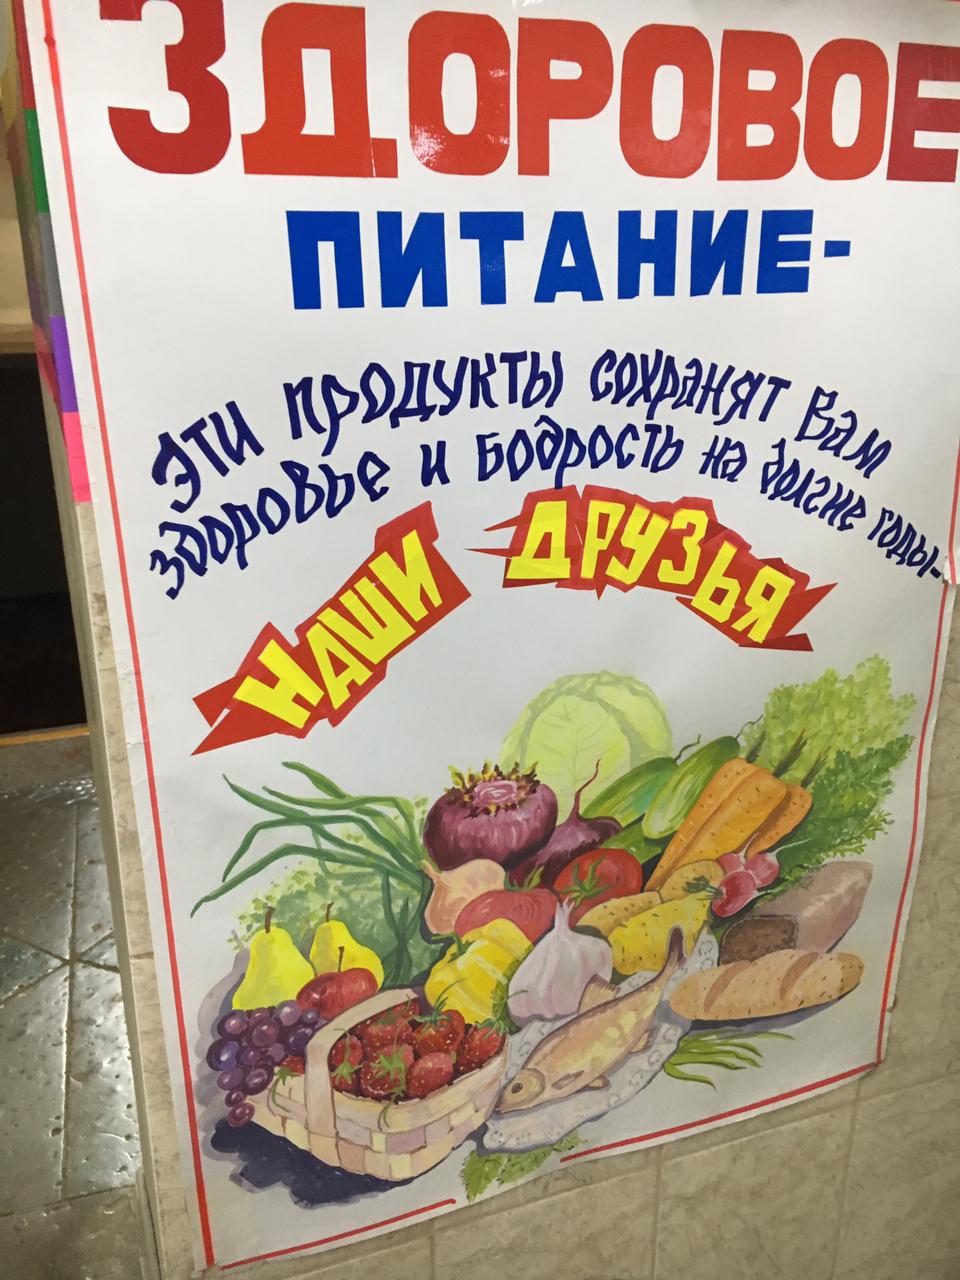 ЗДОРОВОЕ
ПИТАНИЕ-
Эти продукты сохранят Вам
здоровье и бодрость на долгие годы-
НАШИ ДРУЗЬЯ